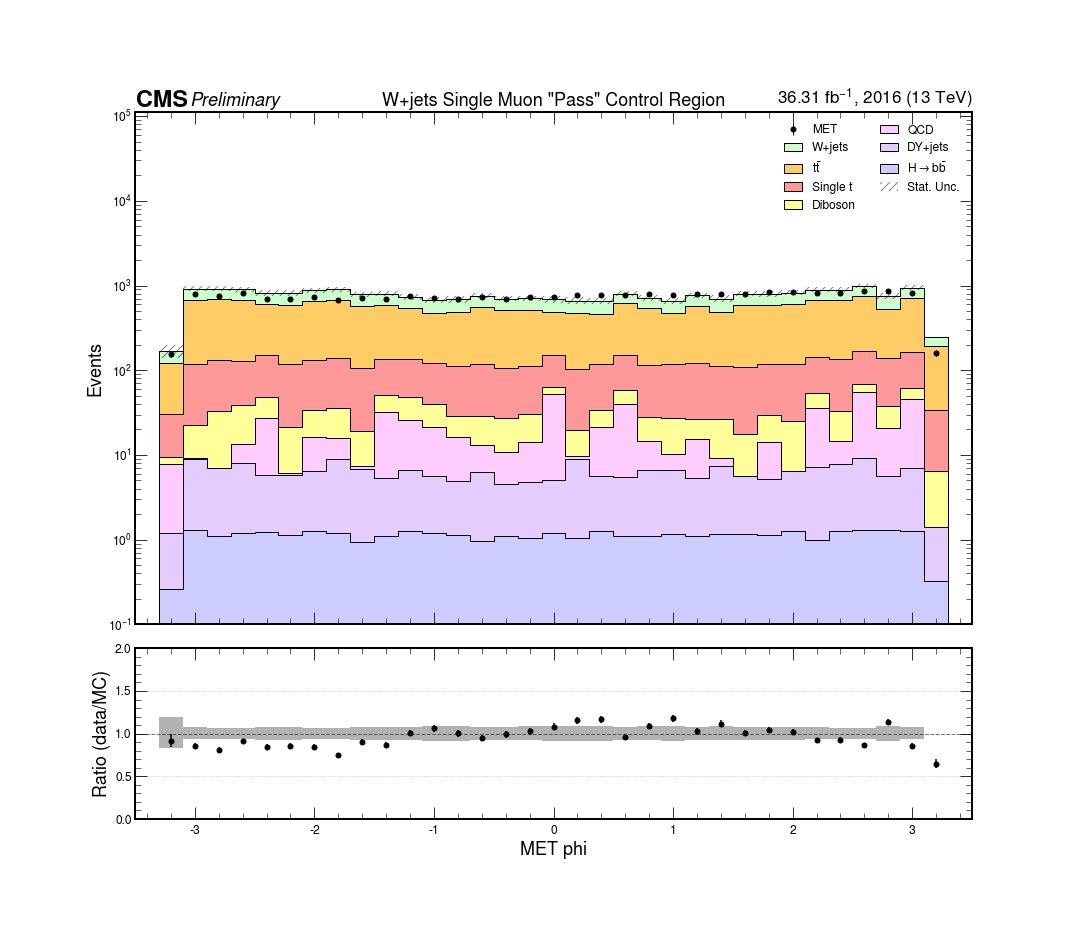 CMS Preliminary W+jets Single Muon "Pass" Control Region 36.31 fb⁻¹, 2016 (13 TeV)
MET
W+jets
tt̄
Single t
Diboson
QCD
DY+jets
H→bb̄
Stat. Unc.
Events
10⁵
10⁴
10³
10²
10¹
10⁰
10⁻¹
Ratio (data/MC)
2.0
1.5
1.0
0.5
0.0
-3 -2 -1 0 1 2 3
MET phi